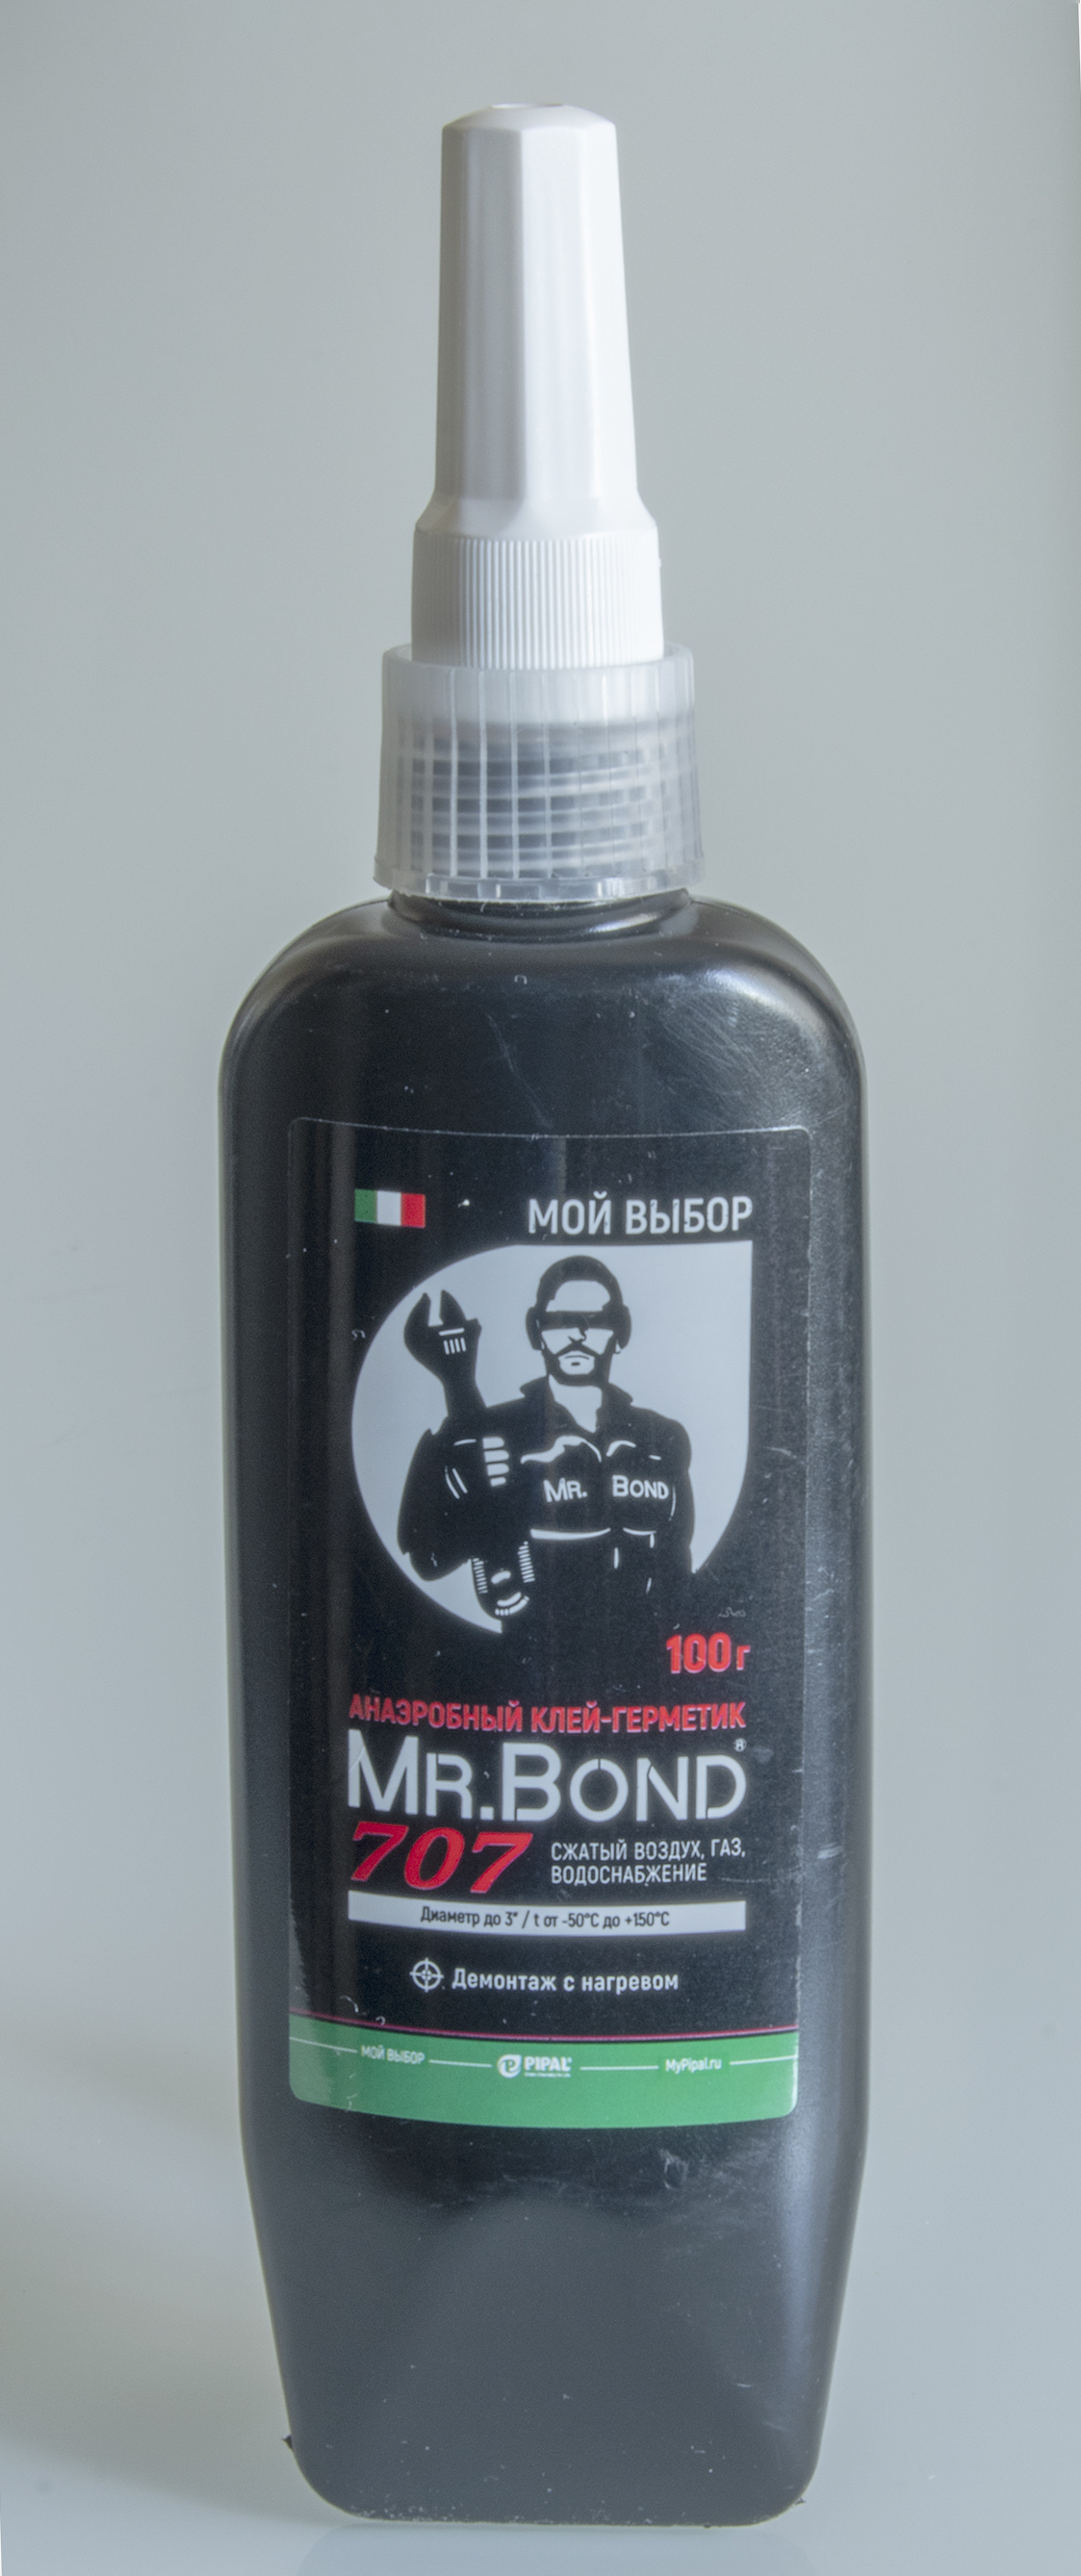 МОЙ ВЫБОР
MR. BOND
100 г
АНАЭРОБНЫЙ КЛЕЙ-ГЕРМЕТИК
MR.BOND®
707
СЖАТЫЙ ВОЗДУХ, ГАЗ,
ВОДОСНАБЖЕНИЕ
Диаметр до 3" / t от -50°C до +150°C
Демонтаж с нагревом
МОЙ ВЫБОР
PIPAL®
MyPipal.ru